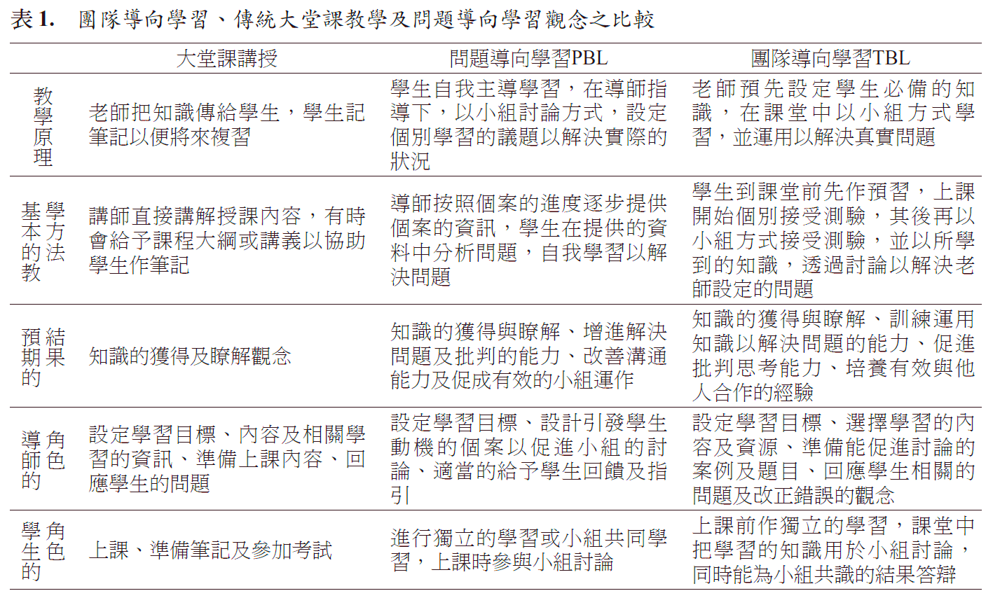 表1. 團隊導向學習、傳統大堂課教學及問題導向學習觀念之比較
大堂課講授
問題導向學習PBL
團隊導向學習TBL
教學原理
老師把知識傳給學生，學生記
筆記以便將來複習
學生自我主導學習，在導師指
導下，以小組討論方式，設定
個別學習的議題以解決實際的
狀況
老師預先設定學生必備的知
識，在課堂中以小組方式學
習，並運用以解決真實問題
基本的教
學方法
講師直接講解授課內容，有時
會給予課程大綱或講義以協助
學生作筆記
導師按照個案的進度逐步提供
個案的資訊，學生在提供的資
料中分析問題，自我學習以解
決問題
學生到課堂前先作預習，上課
開始個別接受測驗，其後再以
小組方式接受測驗，並以所學
到的知識，透過討論以解決老
師設定的問題
預期的
結果
知識的獲得及瞭解觀念
知識的獲得與瞭解、增進解決
問題及批判的能力、改善溝通
能力及促成有效的小組運作
知識的獲得與瞭解、訓練運用
知識以解決問題的能力、促進
批判思考能力、培養有效與他
人合作的經驗
導師的
角色
設定學習目標、內容及相關學
習的資訊、準備上課內容、回
應學生的問題
設定學習目標、設計引發學生
動機的個案以促進小組的討
論、適當的給予學生回饋及指
引
設定學習目標、選擇學習的內
容及資源、準備能促進討論的
案例及題目、回應學生相關的
問題及改正錯誤的觀念
學生的
角色
上課、準備筆記及參加考試
進行獨立的學習或小組共同學
習，上課時參與小組討論
上課前作獨立的學習，課堂中
把學習的知識用於小組討論，
同時能為小組共識的結果答辯